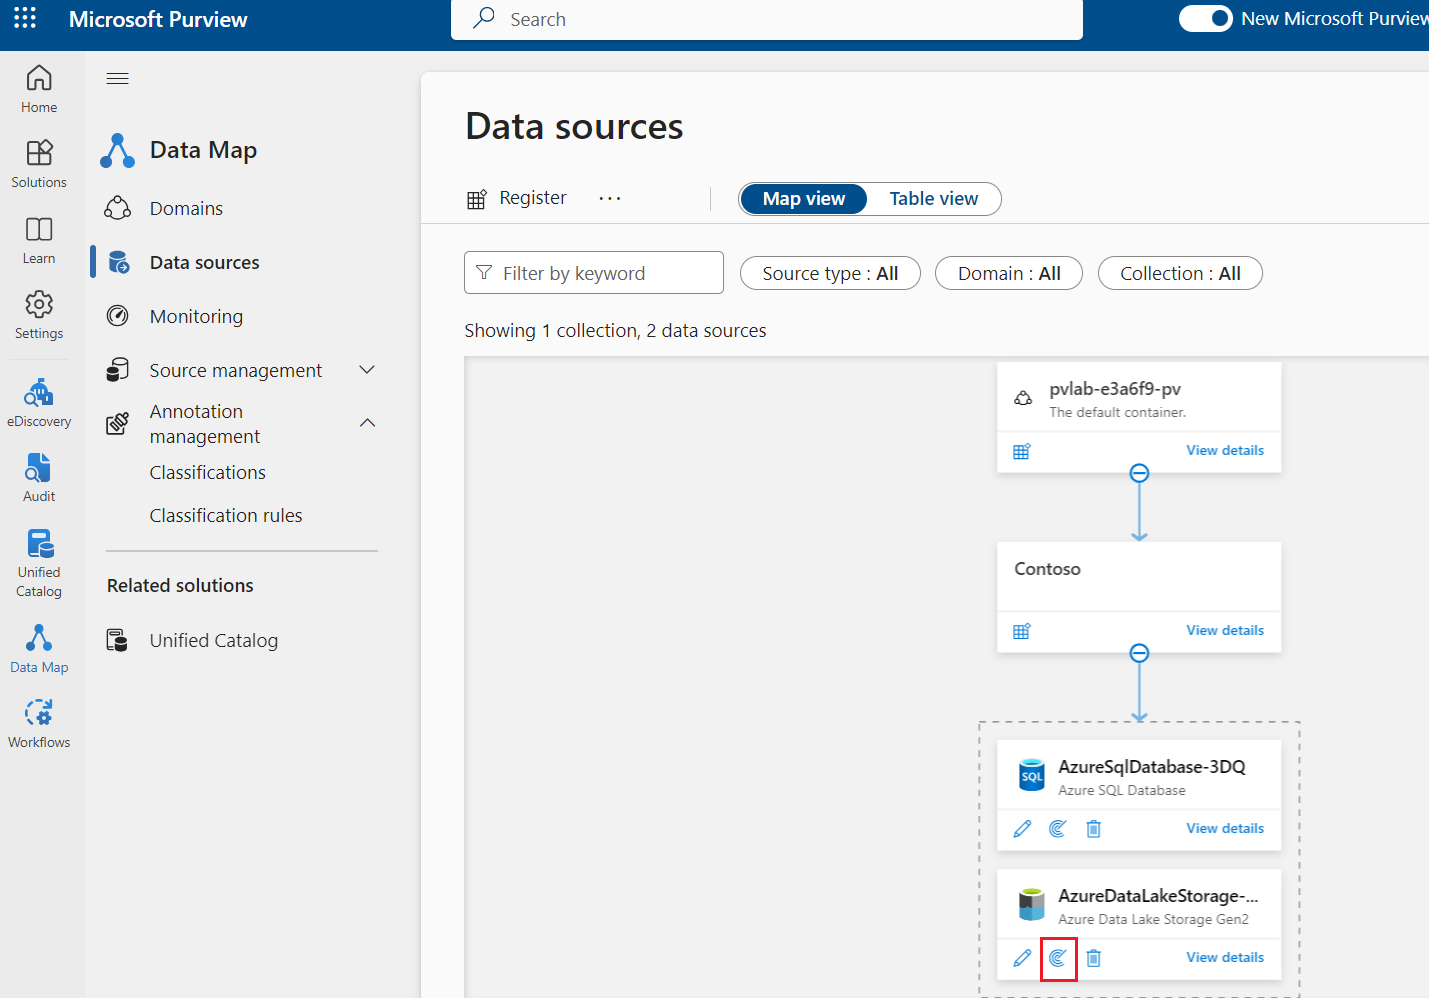 Microsoft Purview
Search
New Microsoft Purview
Home
Solutions
Learn
Settings
eDiscovery
Audit
Unified
Catalog
Data Map
Workflows
Data Map
Domains
Data sources
Monitoring
Source management
Annotation
management
Classifications
Classification rules
Related solutions
Unified Catalog
Data sources
Register
...
Map view
Table view
Filter by keyword
Source type : All
Domain : All
Collection : All
Showing 1 collection, 2 data sources
pvlab-e3a6f9-pv
The default container.
View details
Contoso
View details
SQL
AzureSqlDatabase-3DQ
Azure SQL Database
View details
AzureDataLakeStorage-...
Azure Data Lake Storage Gen2
View details